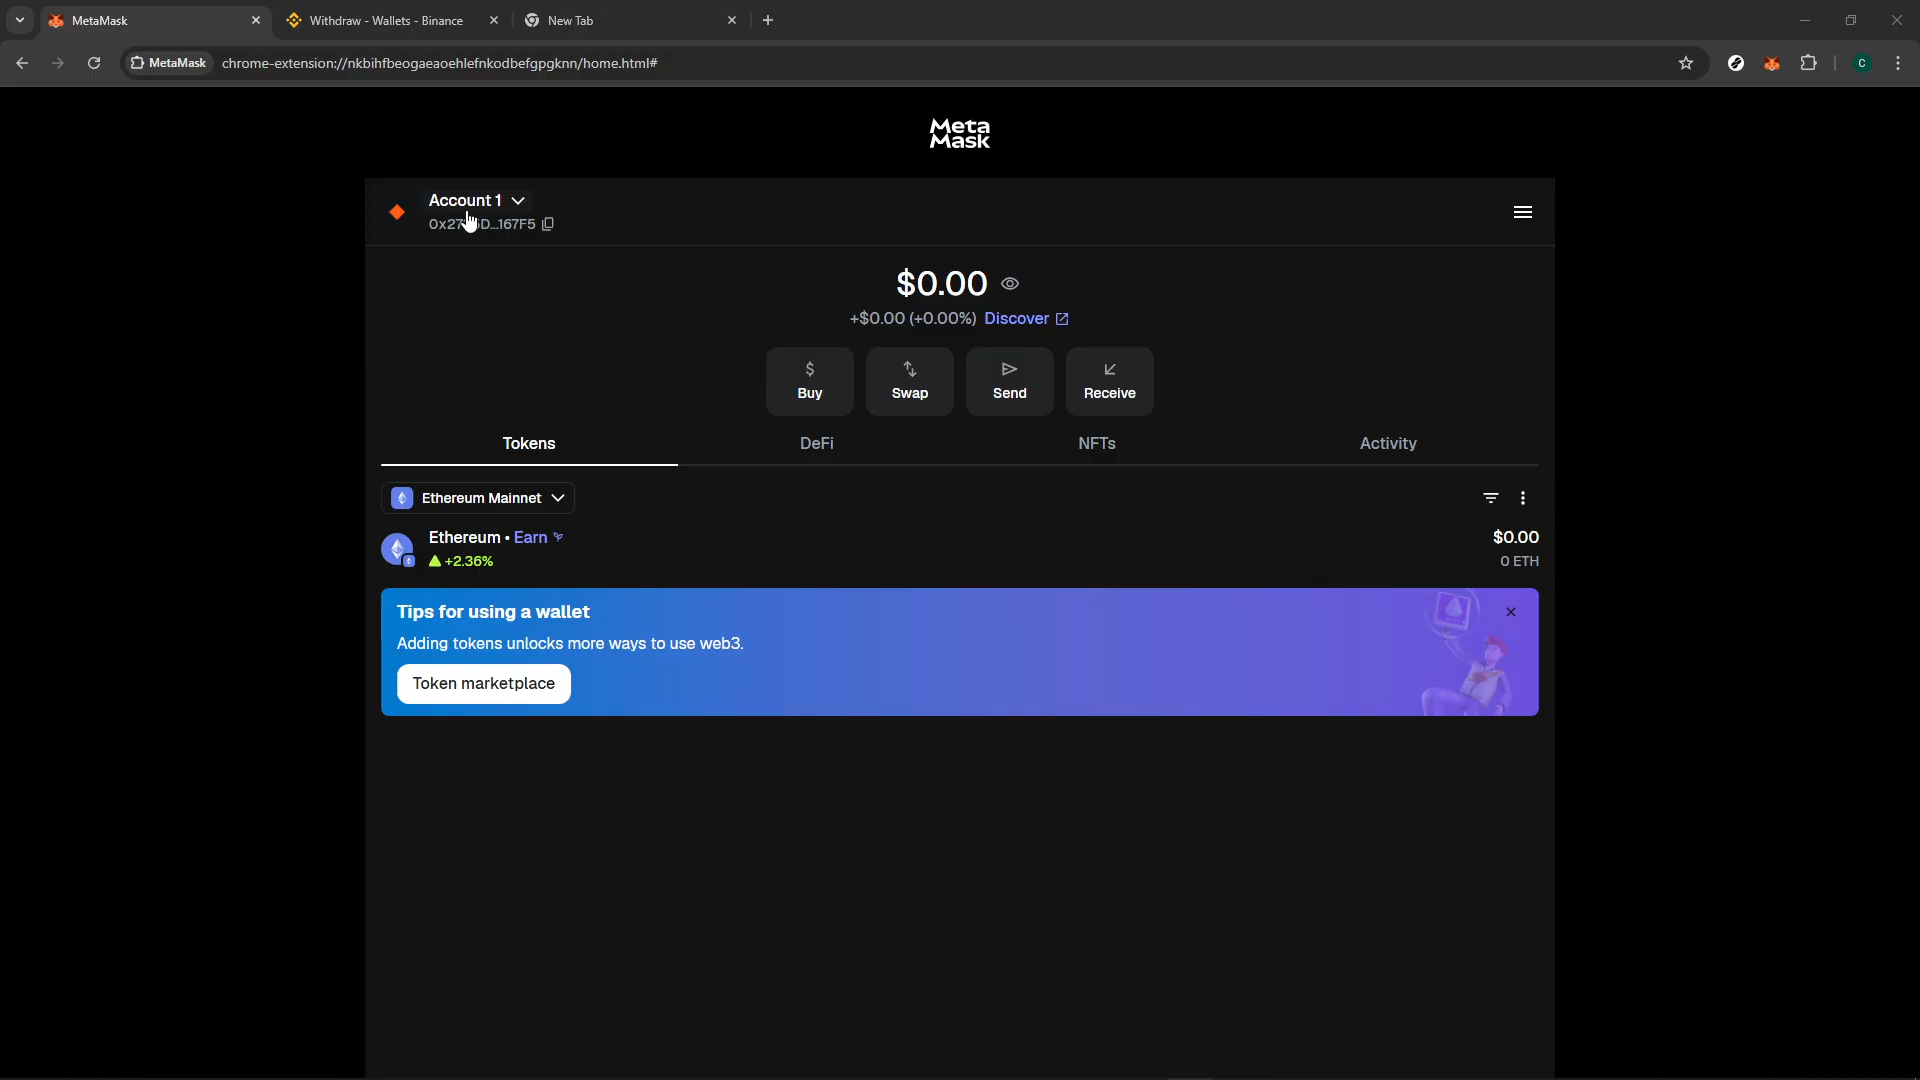 MetaMask
Withdraw - Wallets - Binance
New Tab
MetaMask
chrome-extension://nkbihfbeogaeaoehlefnkodbefgpgknn/home.html#
C
Meta
Mask
Account 1
$0.00
+$0.00 (+0.00%) Discover
$
Buy
Swap
Send
Receive
Tokens
DeFi
NFTs
Activity
Ethereum Mainnet
Ethereum • Earn
$0.00
+2.36%
0 ETH
Tips for using a wallet
Adding tokens unlocks more ways to use web3.
Token marketplace